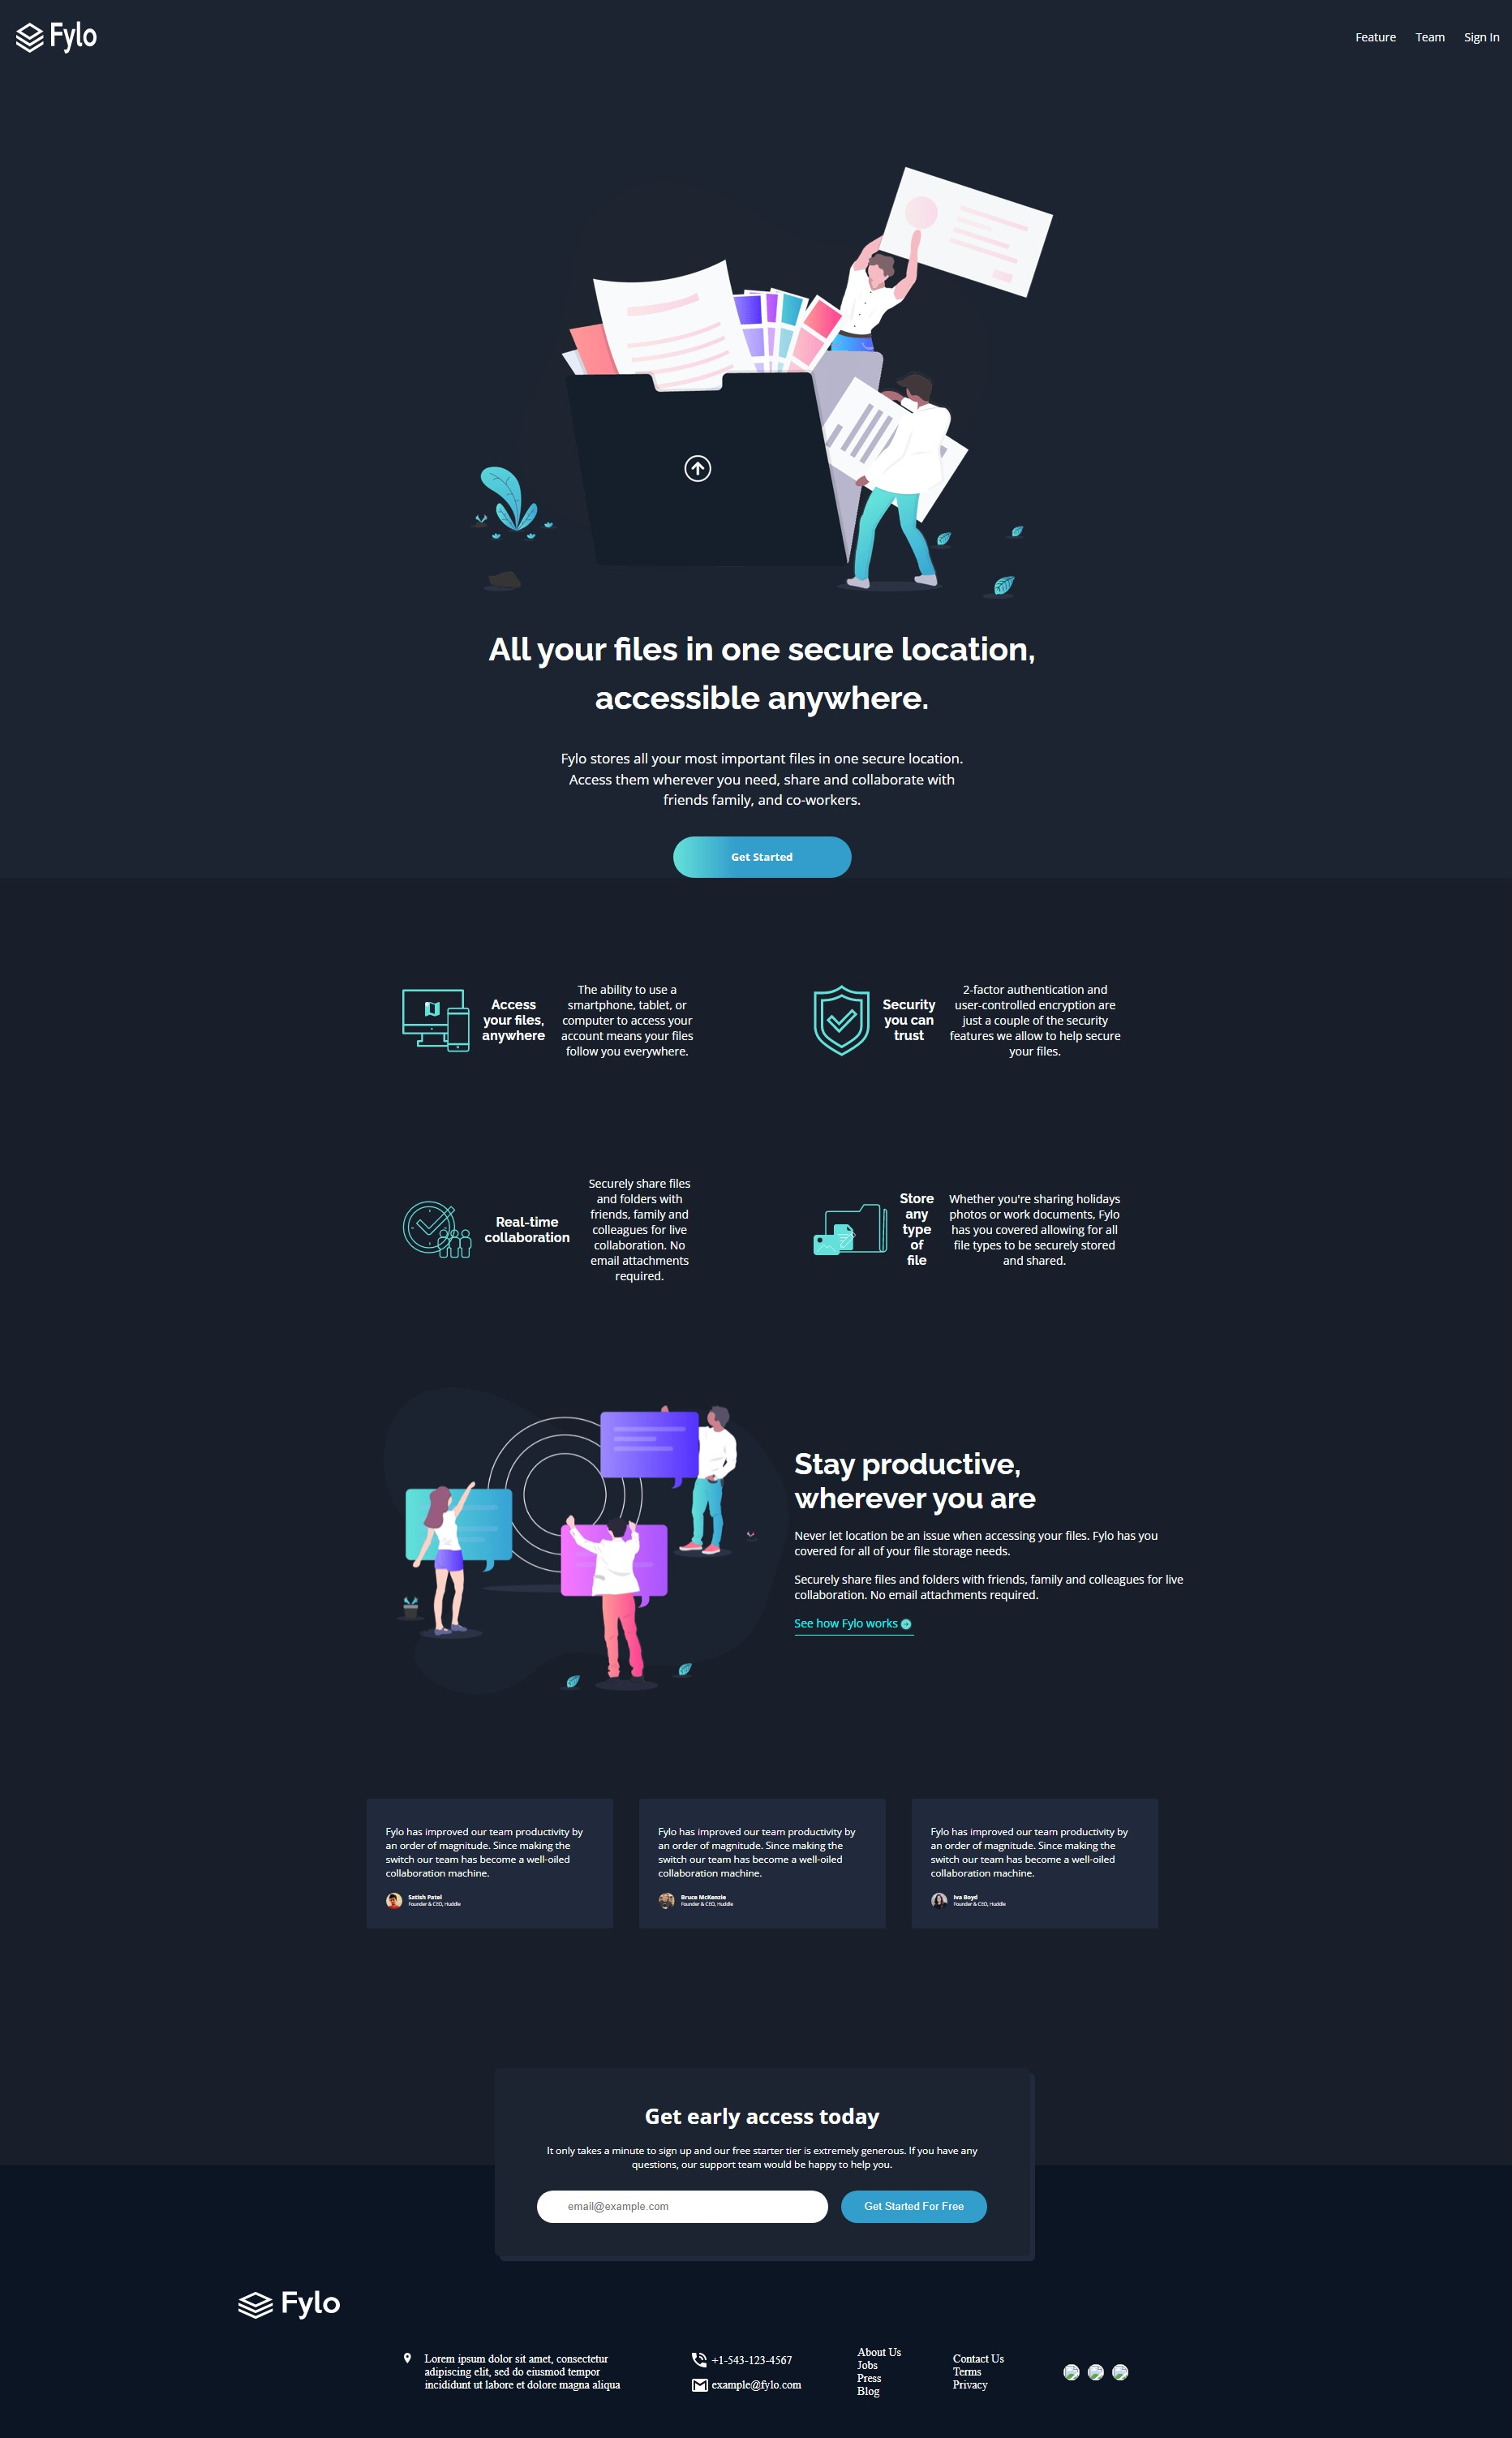 Fylo
Feature Team Sign In
All your files in one secure location,
accessible anywhere.
Fylo stores all your most important files in one secure location.
Access them wherever you need, share and collaborate with
friends family, and co-workers.
Get Started
Access
your files,
anywhere
The ability to use a
smartphone, tablet, or
computer to access your
account means your files
follow you everywhere.
Security
you can
trust
2-factor authentication and
user-controlled encryption are
just a couple of the security
features we allow to help secure
your files.
Real-time
collaboration
Securely share files
and folders with
friends, family and
colleagues for live
collaboration. No
email attachments
required.
Store
any
type
of
file
Whether you're sharing holidays
photos or work documents, Fylo
has you covered allowing for all
file types to be securely stored
and shared.
Stay productive,
wherever you are
Never let location be an issue when accessing your files. Fylo has you
covered for all of your file storage needs.
Securely share files and folders with friends, family and colleagues for live
collaboration. No email attachments required.
See how Fylo works
Fylo has improved our team productivity by
an order of magnitude. Since making the
switch our team has become a well-oiled
collaboration machine.
Satish Patel
Founder & CEO, Huddle
Fylo has improved our team productivity by
an order of magnitude. Since making the
switch our team has become a well-oiled
collaboration machine.
Bruce McKenzie
Founder & CEO, Huddle
Fylo has improved our team productivity by
an order of magnitude. Since making the
switch our team has become a well-oiled
collaboration machine.
Iva Boyd
Founder & CEO, Huddle
Get early access today
It only takes a minute to sign up and our free starter tier is extremely generous. If you have any
questions, our support team would be happy to help you.
email@example.com
Get Started For Free
Fylo
Lorem ipsum dolor sit amet, consectetur
adipiscing elit, sed do eiusmod tempor
incididunt ut labore et dolore magna aliqua
+1-543-123-4567
example@fylo.com
About Us
Jobs
Press
Blog
Contact Us
Terms
Privacy